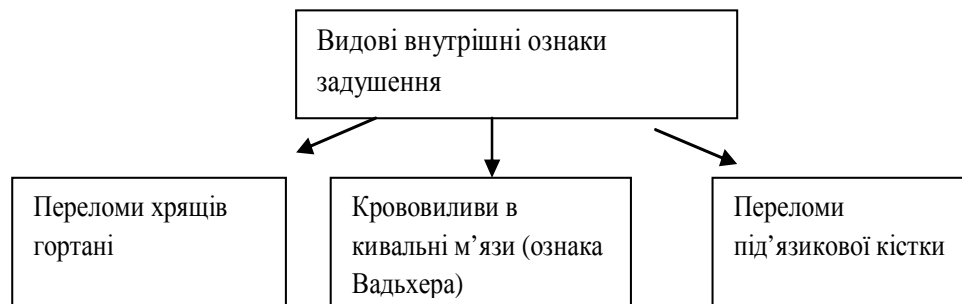 Видові внутрішні ознаки
задушення
Переломи хрящів
гортані
Крововиливи в
кивальні м’язи (ознака
Вадьхера)
Переломи
під’язикової кістки